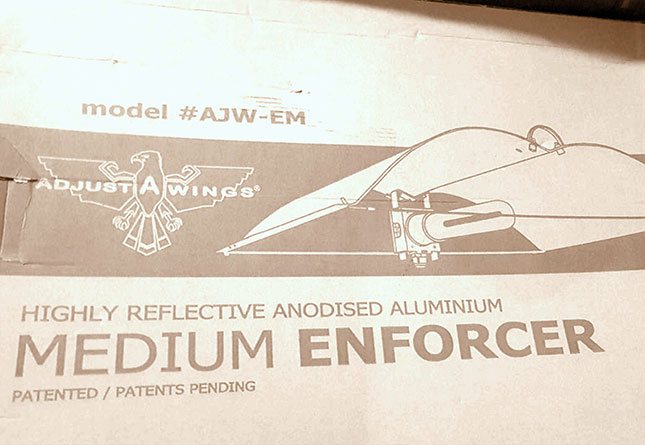 model #AJW-EM
ADJUST A WINGS®
HIGHLY REFLECTIVE ANODISED ALUMINIUM
MEDIUM ENFORCER
PATENTED / PATENTS PENDING